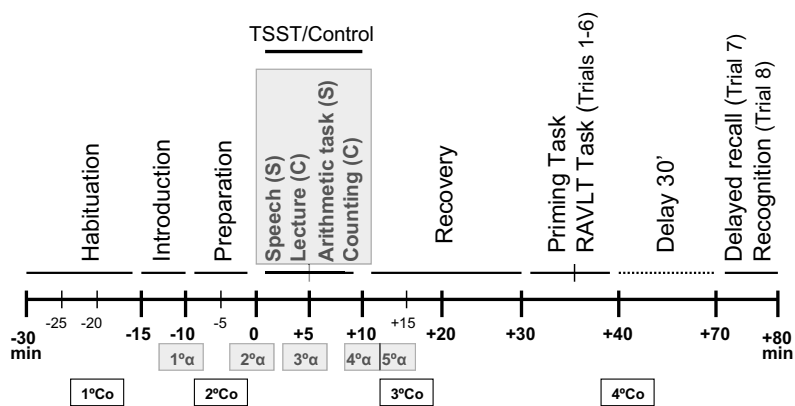 TSST/Control
Habituation
Introduction
Preparation
Speech (S)
Lecture (C)
Arithmetic task (S)
Counting (C)
Recovery
Priming Task
RAVLT Task (Trials 1-6)
Delay 30’
Delayed recall (Trial 7)
Recognition (Trial 8)
-30 min
-25
-20
-15
-10
-5
0
+5
+10
+15
+20
+30
+40
+70
+80 min
1ºα
2ºα
3ºα
4ºα
5ºα
1ºCo
2ºCo
3ºCo
4ºCo